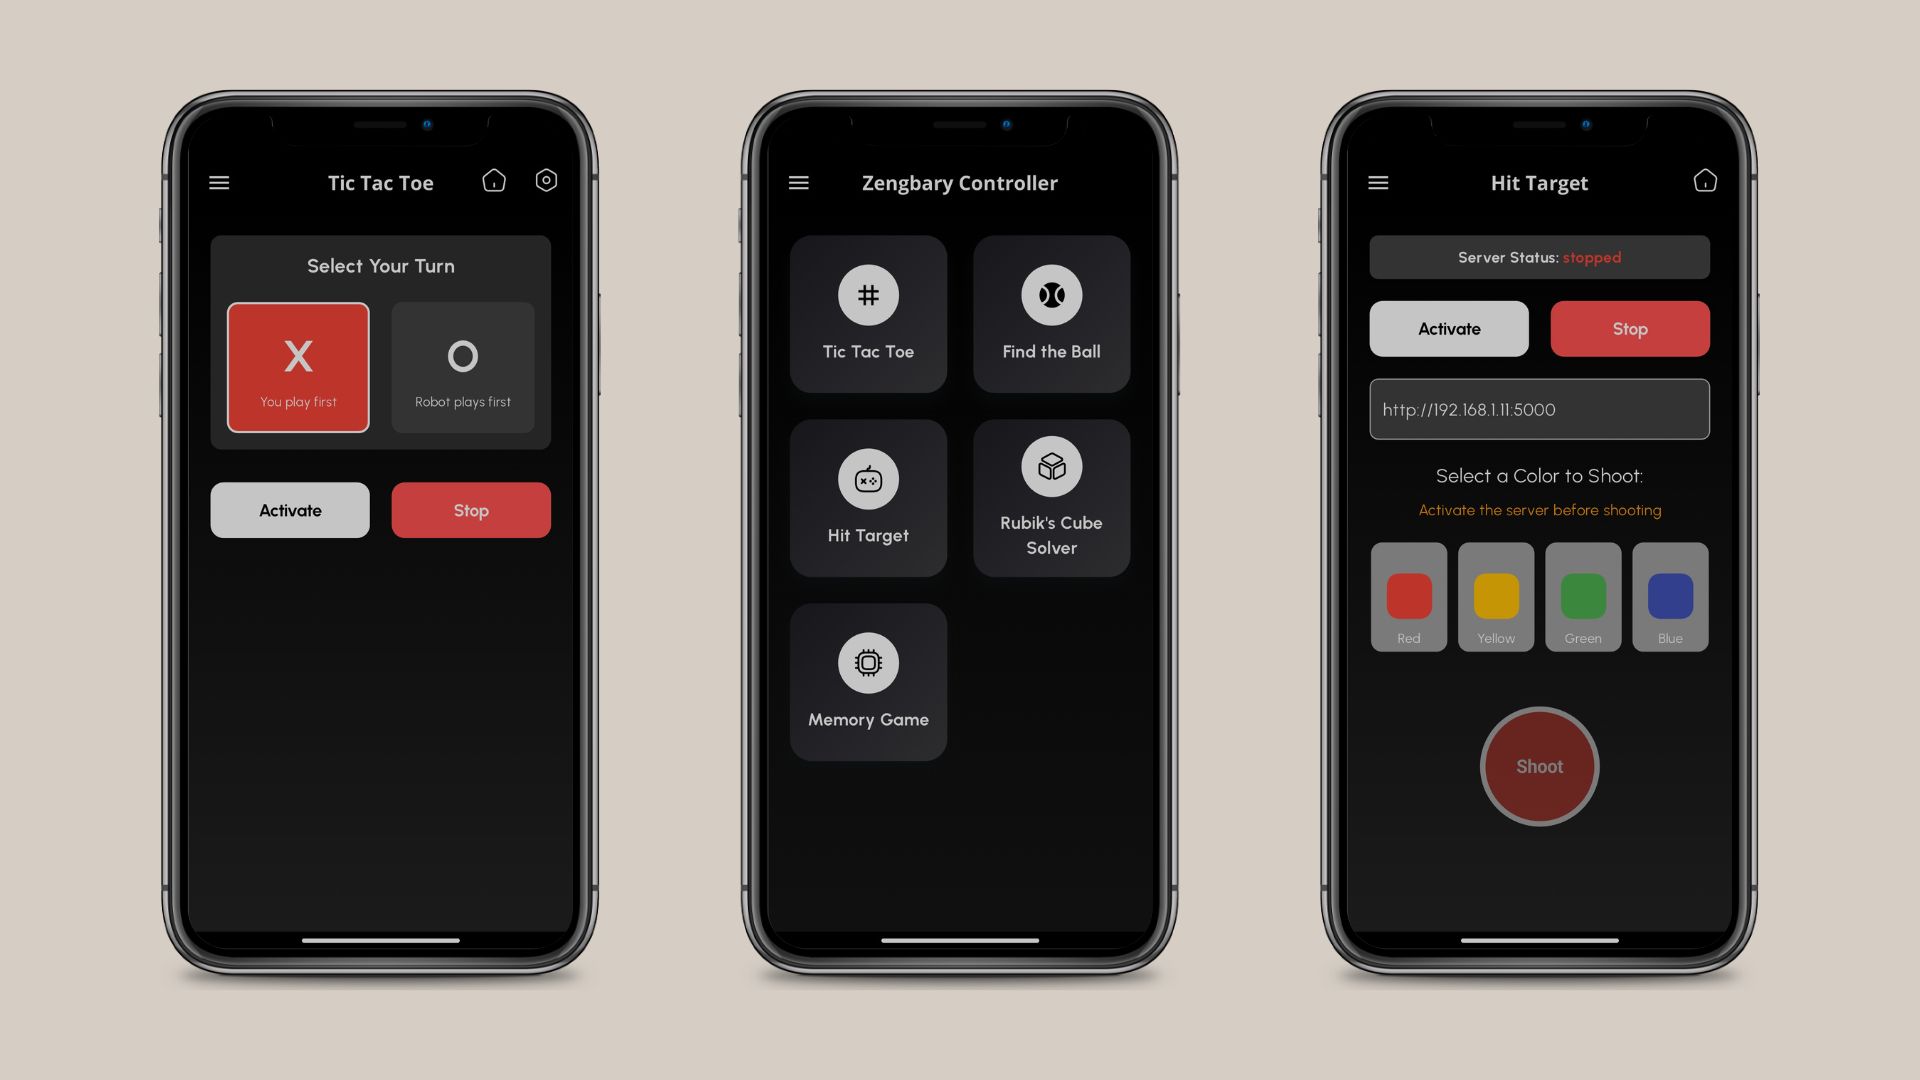 Tic Tac Toe
Select Your Turn
X
O
You play first
Robot plays first
Activate
Stop
Zengbary Controller
Tic Tac Toe
Find the Ball
Hit Target
Rubik's Cube
Solver
Memory Game
Hit Target
Server Status: stopped
Activate
Stop
http://192.168.1.11:5000
Select a Color to Shoot:
Activate the server before shooting
Red
Yellow
Green
Blue
Shoot